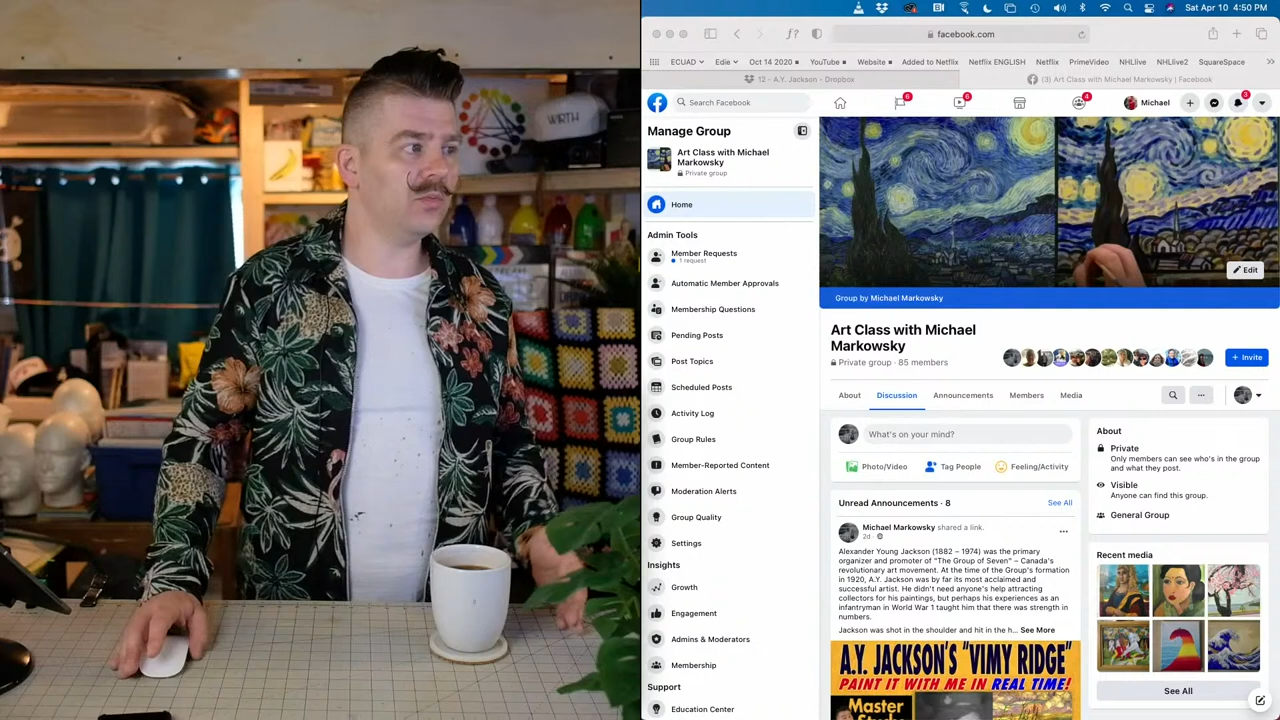 WIRTH
Sat Apr 10 4:50 PM
facebook.com
ECUAD
Edie
Oct 14 2020
YouTube
Website
Added to Netflix
Netflix ENGLISH
Netflix
PrimeVideo
NHLlive
NHLlive2
SquareSpace
12 - A.Y. Jackson - Dropbox
(3) Art Class with Michael Markowsky | Facebook
Search Facebook
6
6
4
Michael
3
Manage Group
Art Class with Michael
Markowsky
Private group
Home
Admin Tools
Member Requests
1 request
Automatic Member Approvals
Membership Questions
Pending Posts
Post Topics
Scheduled Posts
Activity Log
Group Rules
Member-Reported Content
Moderation Alerts
Group Quality
Settings
Insights
Growth
Engagement
Admins & Moderators
Membership
Support
Education Center
Edit
Group by Michael Markowsky
Art Class with Michael
Markowsky
Private group · 85 members
+ Invite
About
Discussion
Announcements
Members
Media
What's on your mind?
Photo/Video
Tag People
Feeling/Activity
Unread Announcements · 8
See All
Michael Markowsky shared a link.
2d ·
Alexander Young Jackson (1882 – 1974) was the primary
organizer and promoter of "The Group of Seven" – Canada's
revolutionary art movement. At the time of the Group's formation
in 1920, A.Y. Jackson was by far its most acclaimed and
successful artist. He didn't need anyone's help attracting
collectors for his paintings, but perhaps his experiences as an
infantryman in World War 1 taught him that there was strength in
numbers.
Jackson was shot in the shoulder and hit in the h... See More
A.Y. JACKSON'S "VIMY RIDGE"
PAINT IT WITH ME IN REAL TIME!
Master
About
Private
Only members can see who's in the group
and what they post.
Visible
Anyone can find this group.
General Group
Recent media
See All